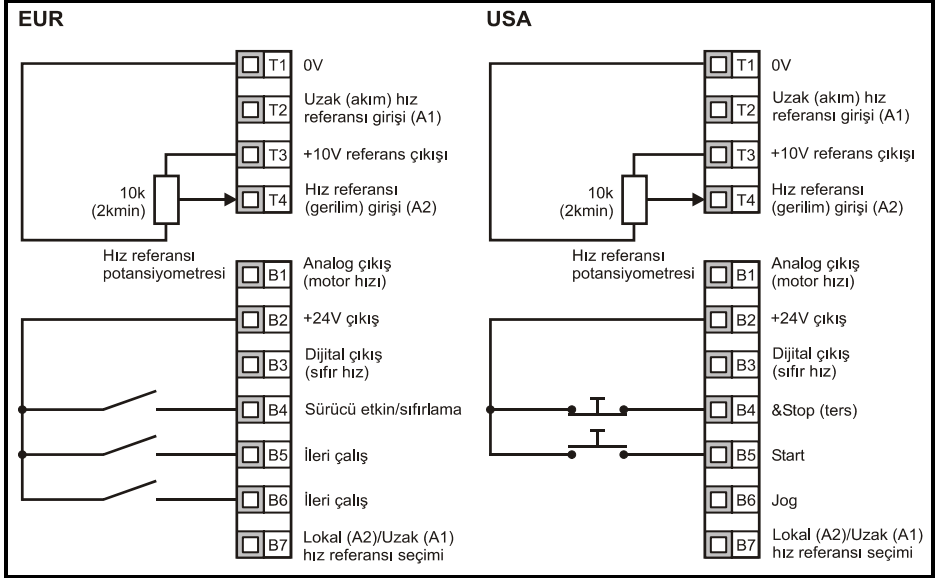 EUR
T1 0V
T2 Uzak (akım) hız
referansı girişi (A1)
T3 +10V referans çıkışı
10k
(2kmin)
T4 Hız referansı
(gerilim) girişi (A2)
Hız referansı
potansiyometresi
B1 Analog çıkış
(motor hızı)
B2 +24V çıkış
B3 Dijital çıkış
(sıfır hız)
B4 Sürücü etkin/sıfırlama
B5 İleri çalış
B6 İleri çalış
B7 Lokal (A2)/Uzak (A1)
hız referansı seçimi
USA
T1 0V
T2 Uzak (akım) hız
referansı girişi (A1)
T3 +10V referans çıkışı
10k
(2kmin)
T4 Hız referansı
(gerilim) girişi (A2)
Hız referansı
potansiyometresi
B1 Analog çıkış
(motor hızı)
B2 +24V çıkış
B3 Dijital çıkış
(sıfır hız)
B4 &Stop (ters)
B5 Start
B6 Jog
B7 Lokal (A2)/Uzak (A1)
hız referansı seçimi